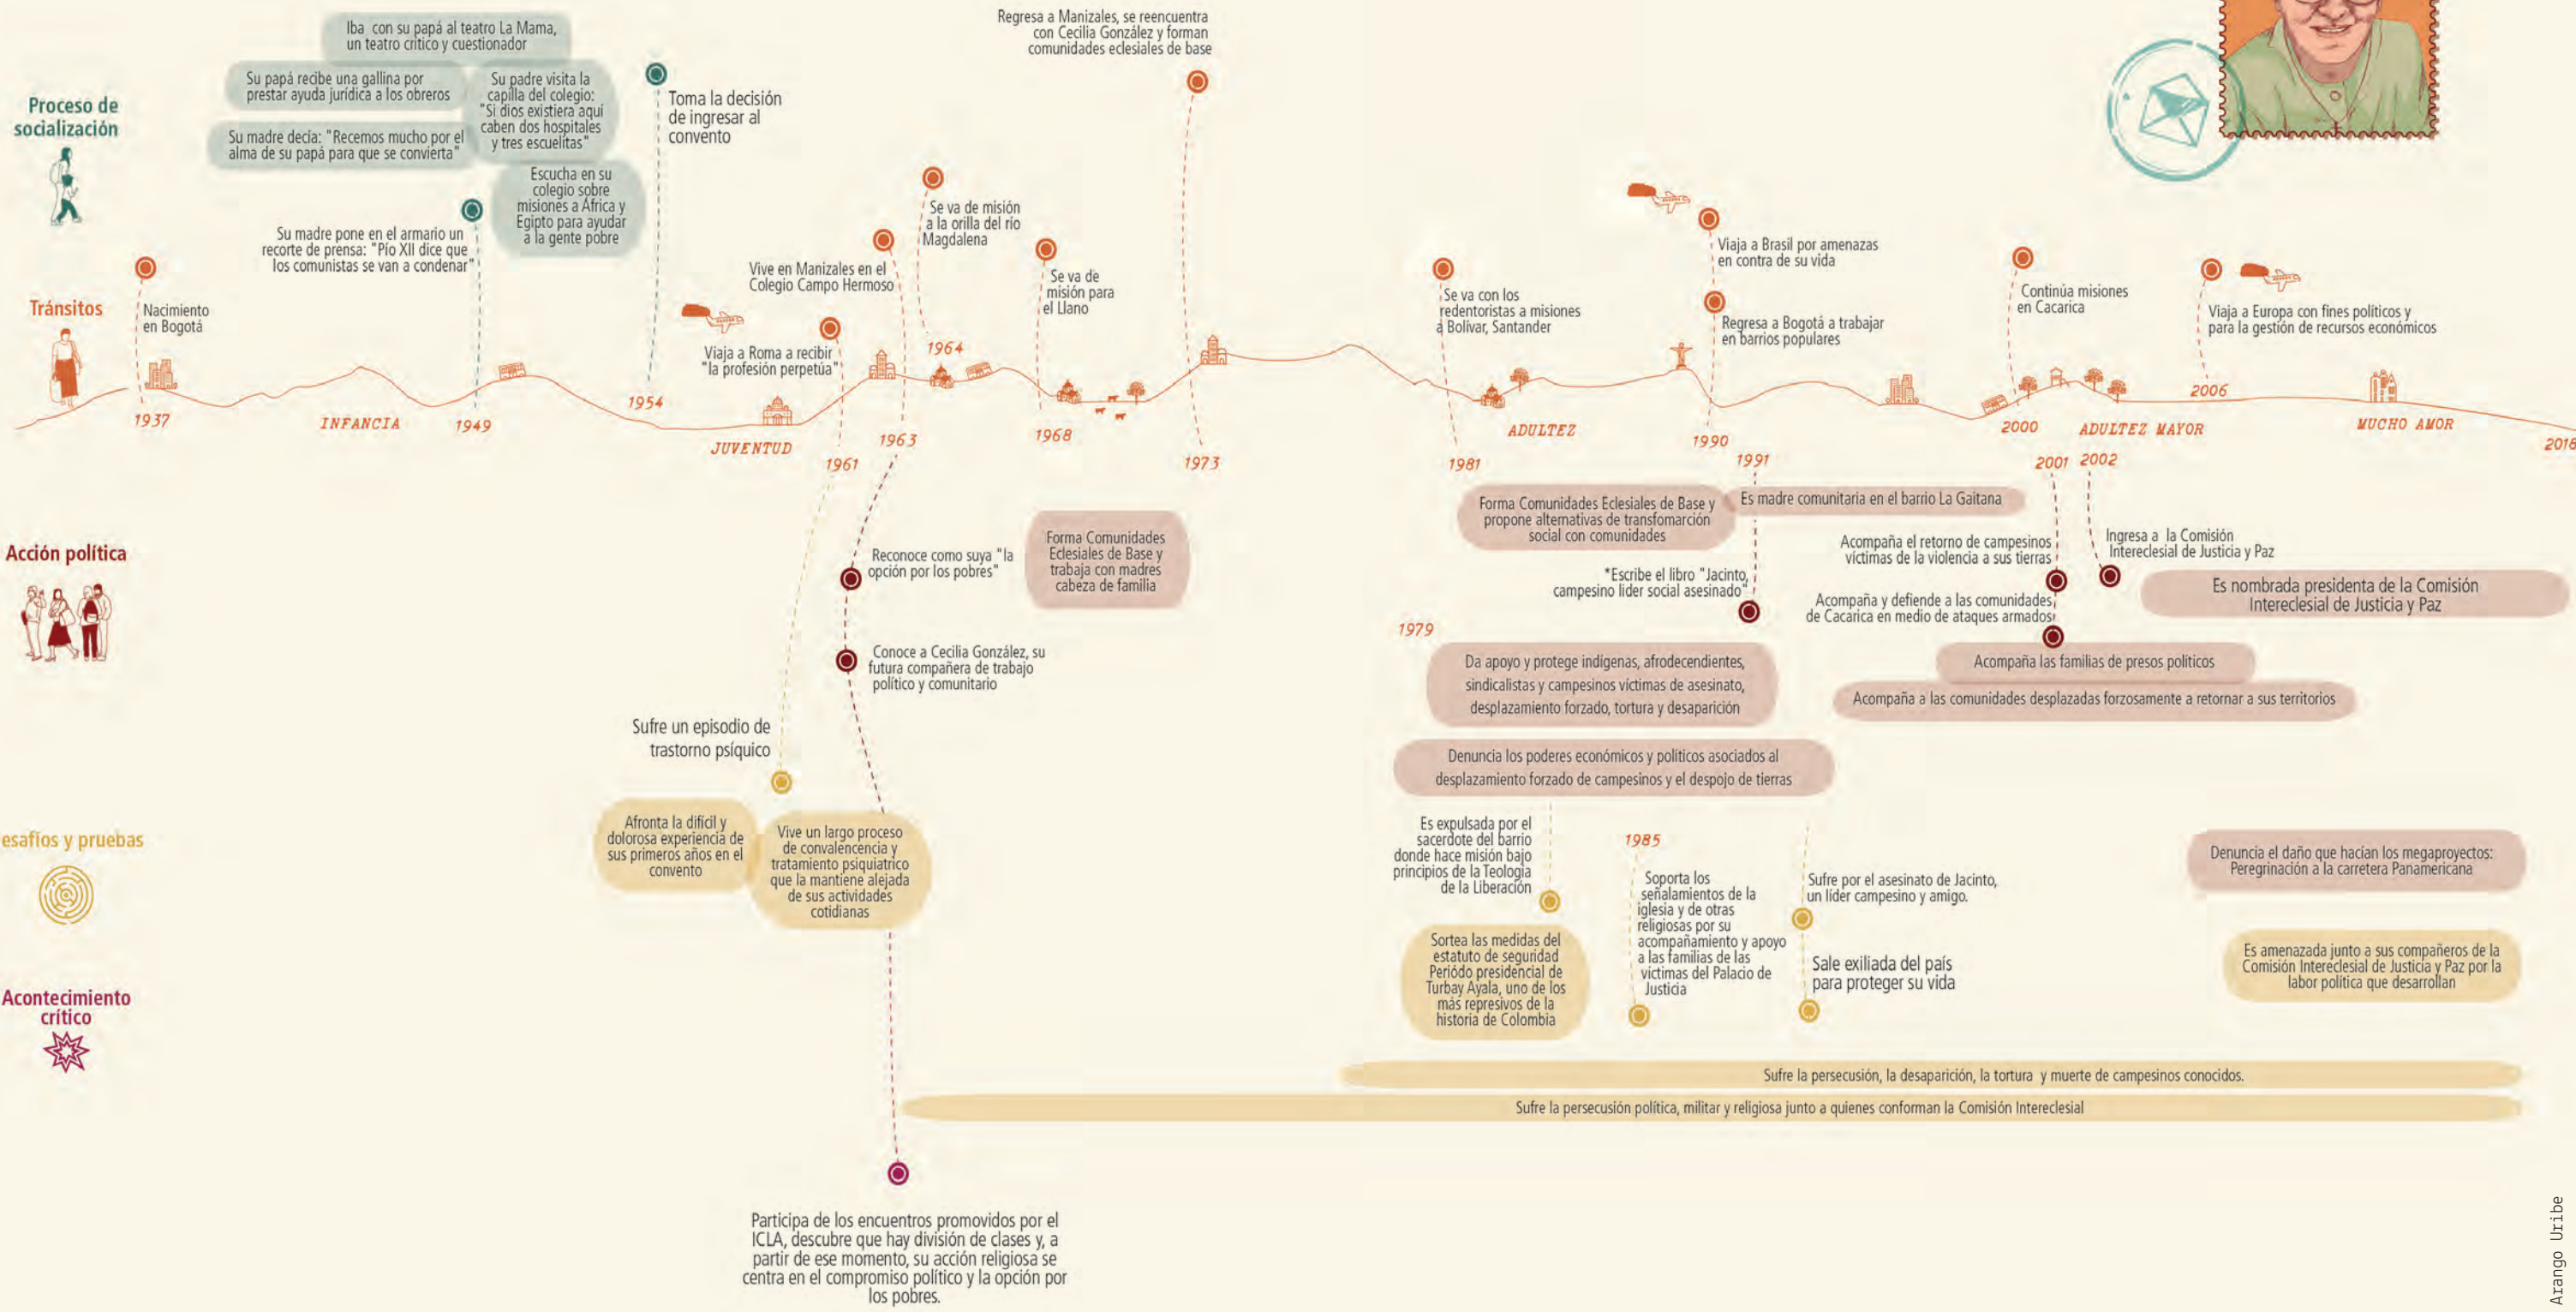 Iba con su papá al teatro La Mama,
un teatro crítico y cuestionador
Su papá recibe una gallina por
prestar ayuda jurídica a los obreros
Su padre visita la
capilla del colegio:
"Si dios existiera aquí
caben dos hospitales
y tres escuelitas"
Su madre decía: "Recemos mucho por el
alma de su papá para que se convierta"
Escucha en su
colegio sobre
misiones a África y
Egipto para ayudar
a la gente pobre
Proceso de
socialización
Toma la decisión
de ingresar al
convento
Regresa a Manizales, se reencuentra
con Cecilia González y forman
comunidades eclesiales de base
Su madre pone en el armario un
recorte de prensa: "Pío XII dice que
los comunistas se van a condenar"
Tránsitos
Nacimiento
en Bogotá
Viaja a Roma a recibir
"la profesión perpetúa"
Vive en Manizales en el
Colegio Campo Hermoso
Se va de misión
a la orilla del río
Magdalena
Se va de
misión para
el Llano
Se va con los
redentoristas a misiones
a Bolívar, Santander
Viaja a Brasil por amenazas
en contra de su vida
Regresa a Bogotá a trabajar
en barrios populares
Continúa misiones
en Cacarica
Viaja a Europa con fines políticos y
para la gestión de recursos económicos
1937
INFANCIA
1949
1954
JUVENTUD
1961
1963
1964
1968
1973
1981
ADULTEZ
1990
1991
2000
2001
2002
ADULTEZ MAYOR
2006
MUCHO AMOR
2018
Acción política
Reconoce como suya "la
opción por los pobres"
Conoce a Cecilia González, su
futura compañera de trabajo
político y comunitario
Forma Comunidades
Eclesiales de Base y
trabaja con madres
cabeza de familia
Forma Comunidades Eclesiales de Base y
propone alternativas de transfomarción
social con comunidades
Es madre comunitaria en el barrio La Gaitana
*Escribe el libro "Jacinto,
campesino líder social asesinado"
Acompaña el retorno de campesinos
víctimas de la violencia a sus tierras
Acompaña y defiende a las comunidades
de Cacarica en medio de ataques armados
Ingresa a la Comisión
Intereclesial de Justicia y Paz
Es nombrada presidenta de la Comisión
Intereclesial de Justicia y Paz
1979
Da apoyo y protege indígenas, afrodecendientes,
sindicalistas y campesinos víctimas de asesinato,
desplazamiento forzado, tortura y desaparición
Acompaña las familias de presos políticos
Acompaña a las comunidades desplazadas forzosamente a retornar a sus territorios
Denuncia los poderes económicos y políticos asociados al
desplazamiento forzado de campesinos y el despojo de tierras
esafíos y pruebas
Sufre un episodio de
trastorno psíquico
Afronta la difícil y
dolorosa experiencia de
sus primeros años en el
convento
Vive un largo proceso
de convalencencia y
tratamiento psiquiatrico
que la mantiene alejada
de sus actividades
cotidianas
Es expulsada por el
sacerdote del barrio
donde hace misión bajo
principios de la Teología
de la Liberación
Sortea las medidas del
estatuto de seguridad
Periódo presidencial de
Turbay Ayala, uno de los
más represivos de la
historia de Colombia
1985
Soporta los
señalamientos de la
iglesia y de otras
religiosas por su
acompañamiento y apoyo
a las familias de las
víctimas del Palacio de
Justicia
Sufre por el asesinato de Jacinto,
un líder campesino y amigo.
Sale exiliada del país
para proteger su vida
Denuncia el daño que hacían los megaproyectos:
Peregrinación a la carretera Panamericana
Es amenazada junto a sus compañeros de la
Comisión Intereclesial de Justicia y Paz por la
labor política que desarrollan
Acontecimiento
crítico
Sufre la persecusión, la desaparición, la tortura y muerte de campesinos conocidos.
Sufre la persecusión política, militar y religiosa junto a quienes conforman la Comisión Intereclesial
Participa de los encuentros promovidos por el
ICLA, descubre que hay división de clases y, a
partir de ese momento, su acción religiosa se
centra en el compromiso político y la opción por
los pobres.
Arango Uribe